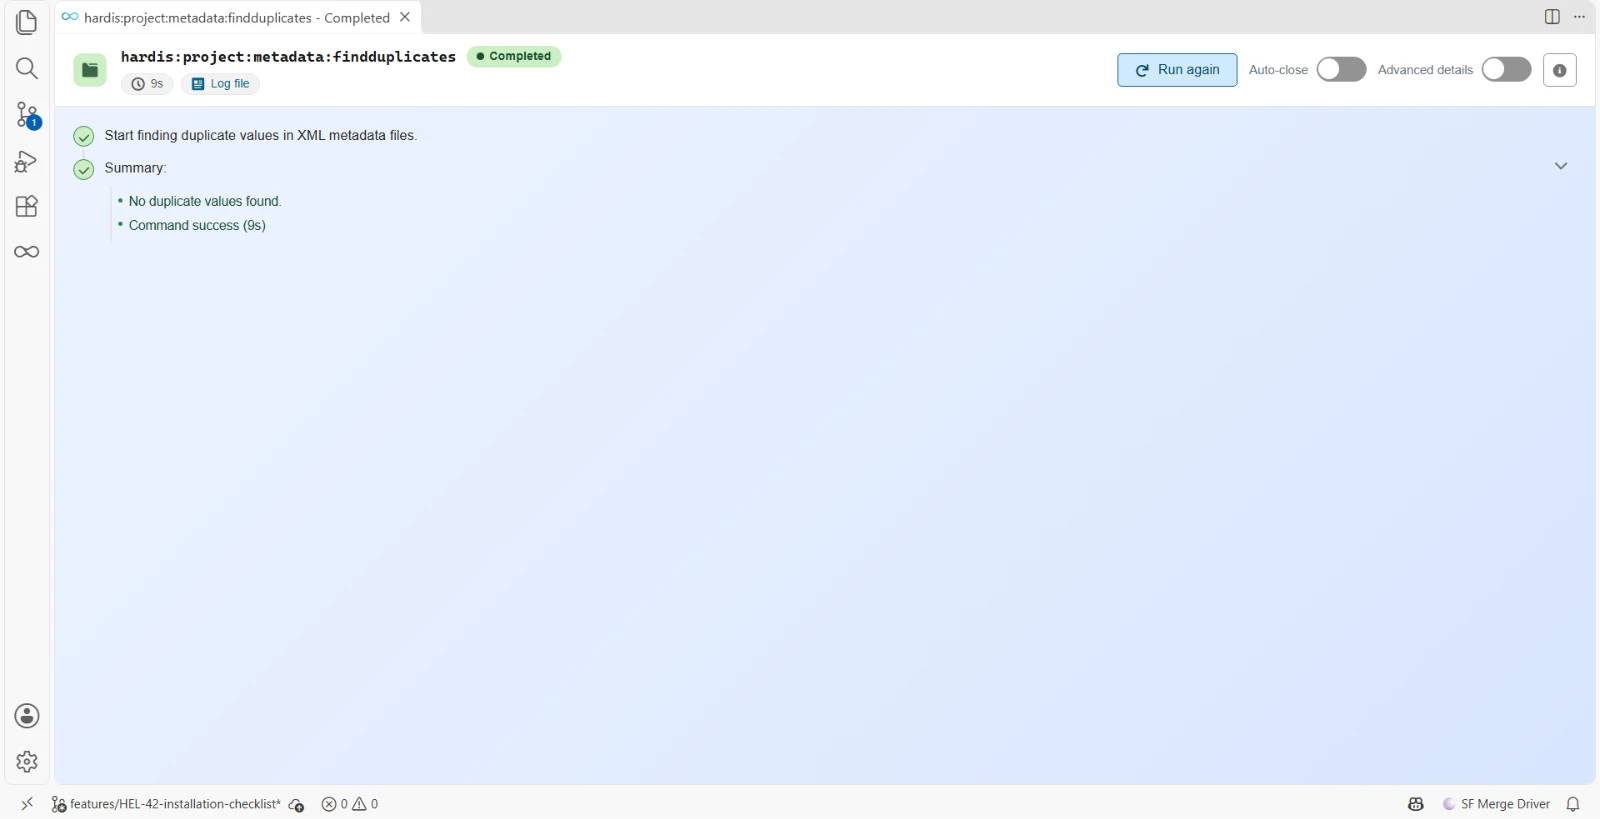 hardis:project:metadata:findduplicates - Completed
hardis:project:metadata:findduplicates
Completed
9s
Log file
Run again
Auto-close
Advanced details
1
Start finding duplicate values in XML metadata files.
Summary:
• No duplicate values found.
• Command success (9s)
features/HEL-42-installation-checklist*
0
0
SF Merge Driver